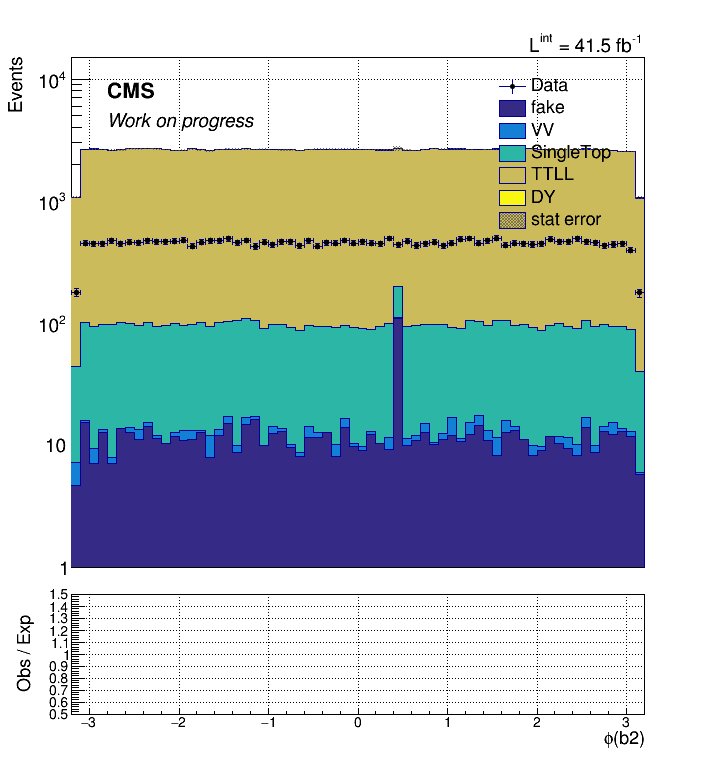 L^int = 41.5 fb^-1
Events
10^4
10^3
10^2
10
1
CMS
Work on progress
Data
fake
VV
SingleTop
TTLL
DY
stat error
Obs / Exp
1.5
1.4
1.3
1.2
1.1
1
0.9
0.8
0.7
0.6
0.5
−3 −2 −1 0 1 2 3
ϕ(b2)